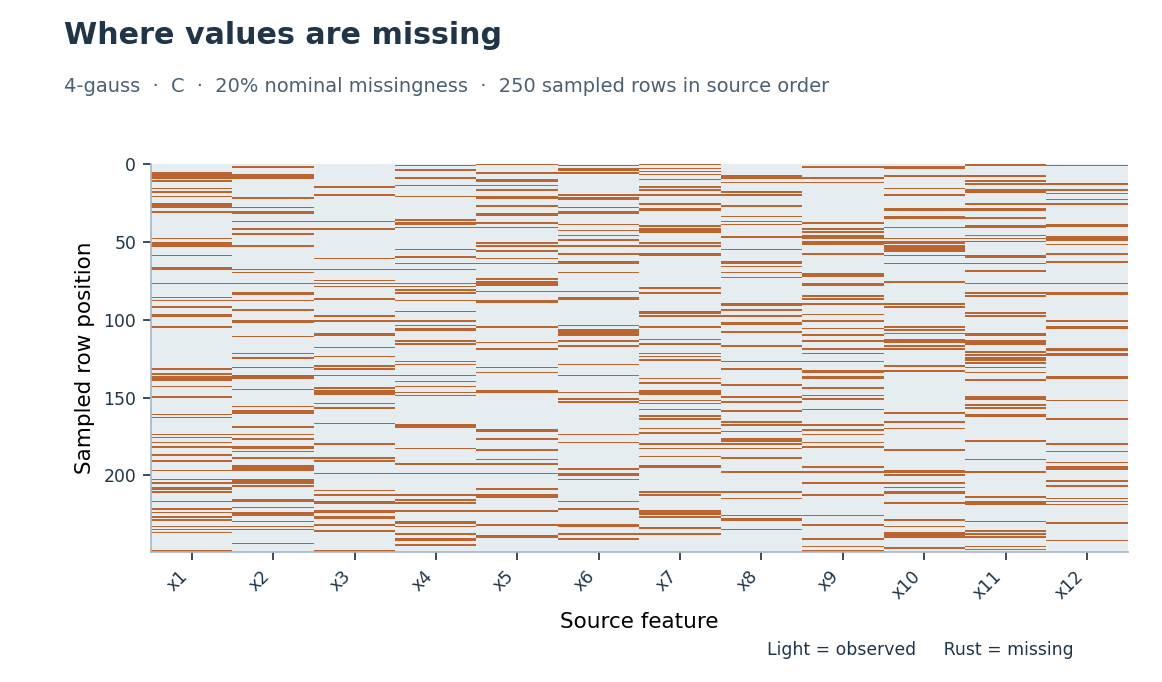 Where values are missing
4-gauss · C · 20% nominal missingness · 250 sampled rows in source order
0
50
100
150
200
Sampled row position
x1 x2 x3 x4 x5 x6 x7 x8 x9 x10 x11 x12
Source feature
Light = observed Rust = missing